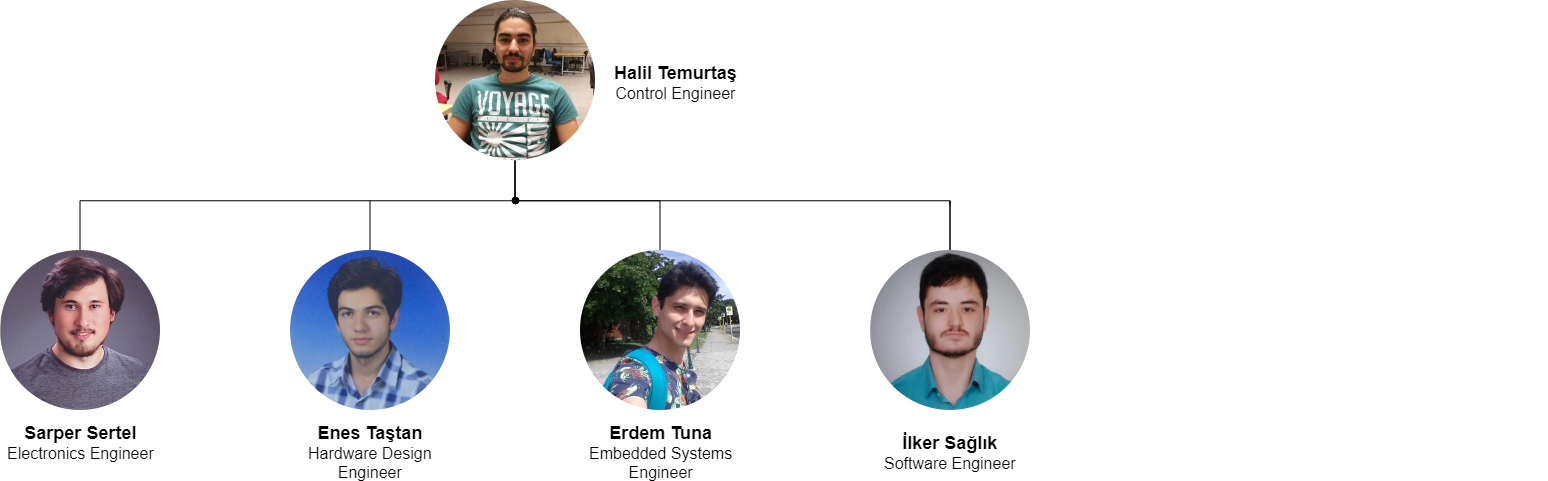 Halil Temurtaş
Control Engineer
VOYAGE
Sarper Sertel
Electronics Engineer
Enes Taştan
Hardware Design
Engineer
Erdem Tuna
Embedded Systems
Engineer
İlker Sağlık
Software Engineer